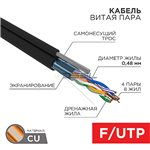 КАБЕЛЬ
ВИТАЯ ПАРА
САМОНЕСУЩИЙ
ТРОС
ДИАМЕТР ЖИЛЫ
0,48 мм
ЭКРАНИРОВАНИЕ
4 ПАРЫ
8 ЖИЛ
ДРЕНАЖНАЯ
ЖИЛА
MATERIALS
CU
F/UTP